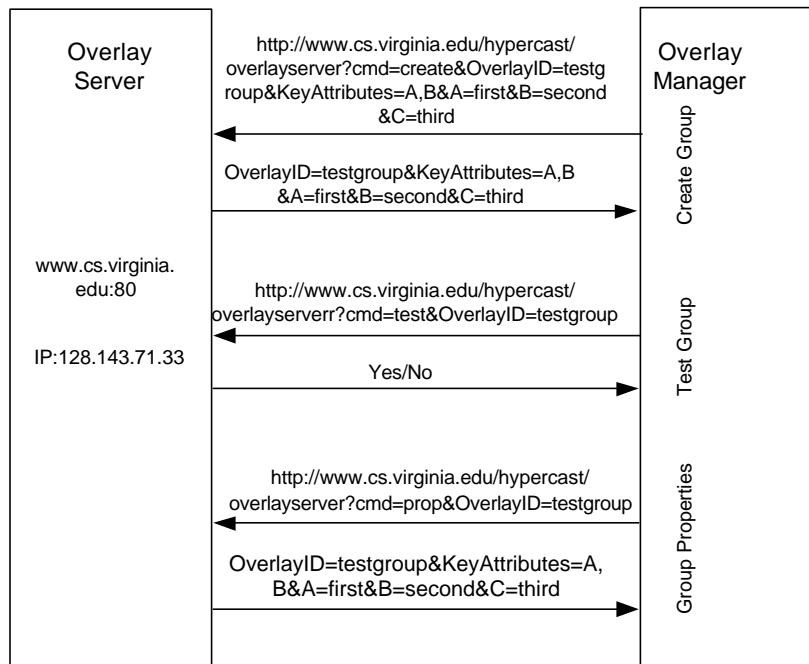 Overlay
Server
http://www.cs.virginia.edu/hypercast/
overlayserver?cmd=create&OverlayID=testg
roup&KeyAttributes=A,B&A=first&B=second
&C=third
Overlay
Manager
Create Group
OverlayID=testgroup&KeyAttributes=A,B
&A=first&B=second&C=third
www.cs.virginia.
edu:80
IP:128.143.71.33
http://www.cs.virginia.edu/hypercast/
overlayserverr?cmd=test&OverlayID=testgroup
Yes/No
Test Group
http://www.cs.virginia.edu/hypercast/
overlayserver?cmd=prop&OverlayID=testgroup
OverlayID=testgroup&KeyAttributes=A,
B&A=first&B=second&C=third
Group Properties